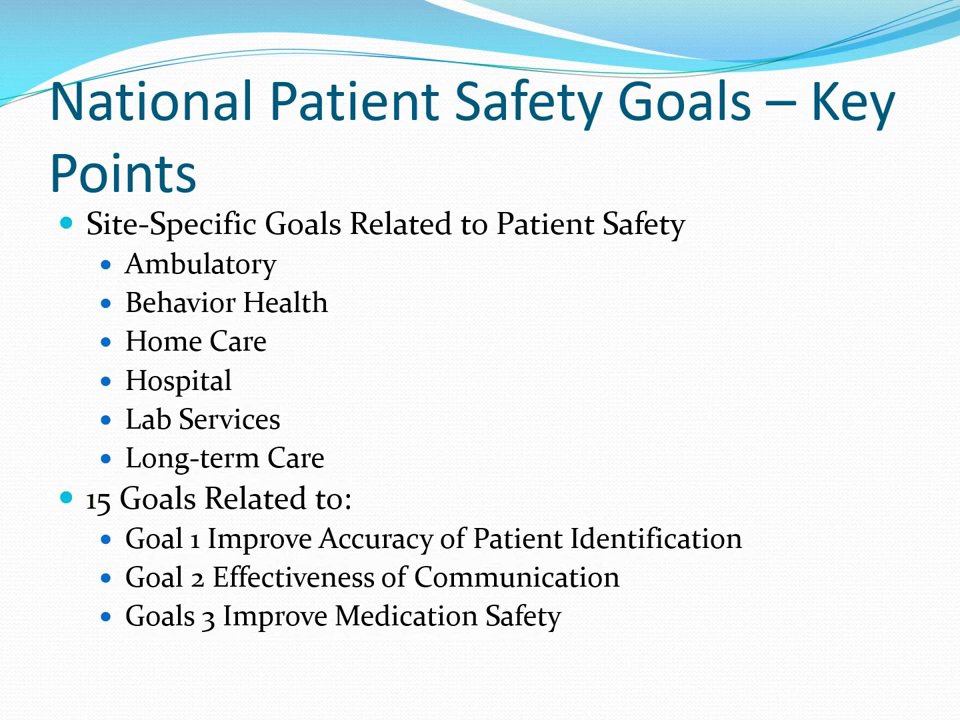 National Patient Safety Goals – Key
Points
• Site-Specific Goals Related to Patient Safety
• Ambulatory
• Behavior Health
• Home Care
• Hospital
• Lab Services
• Long-term Care
• 15 Goals Related to:
• Goal 1 Improve Accuracy of Patient Identification
• Goal 2 Effectiveness of Communication
• Goals 3 Improve Medication Safety